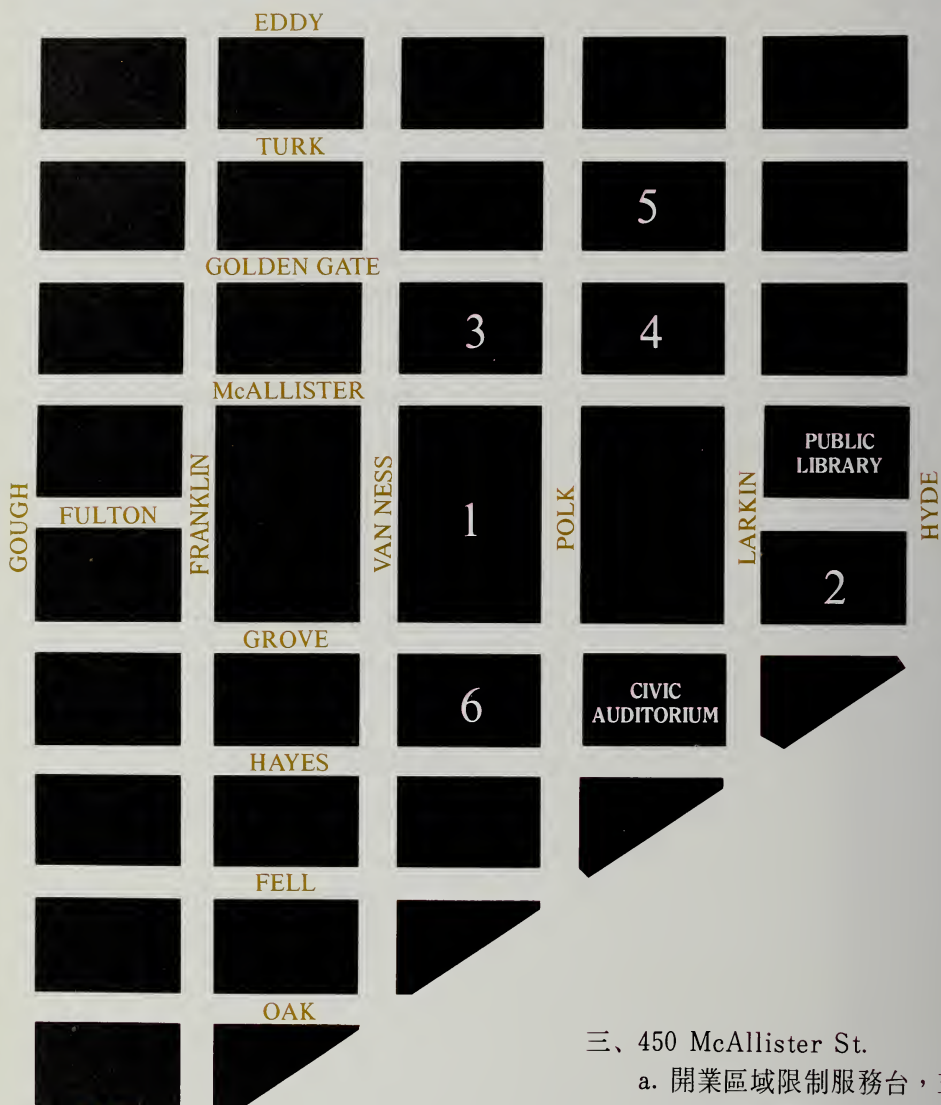 EDDY
TURK
5
GOLDEN GATE
3
4
McALLISTER
PUBLIC
LIBRARY
GOUGH
FULTON
FRANKLIN
VAN NESS
1
POLK
LARKIN
HYDE
2
GROVE
6
CIVIC
AUDITORIUM
HAYES
FELL
OAK
三、450 McAllister St.
a. 開業區域限制服務台，